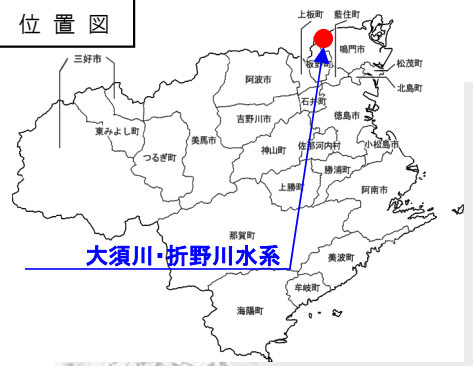 位置図
上板町
藍住町
鳴門市
三好市
松茂町
板野町
北島町
阿波市
石井町
吉野川市
徳島市
東みよし町
美馬市
つるぎ町
神山町
佐那河内村
小松島市
勝浦町
上勝町
阿南市
那賀町
大須川・折野川水系
美波町
牟岐町
海陽町